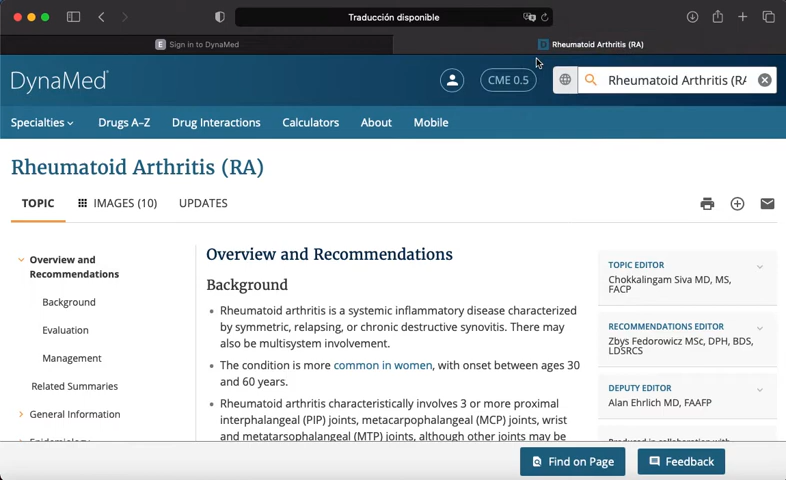 Traducción disponible
E Sign in to DynaMed
D Rheumatoid Arthritis (RA)
DynaMed
CME 0.5
Rheumatoid Arthritis (RA
Specialties
Drugs A–Z
Drug Interactions
Calculators
About
Mobile
Rheumatoid Arthritis (RA)
TOPIC
IMAGES (10)
UPDATES
Overview and
Recommendations
Background
Evaluation
Management
Related Summaries
General Information
Epidemiology
Overview and Recommendations
Background
• Rheumatoid arthritis is a systemic inflammatory disease characterized
by symmetric, relapsing, or chronic destructive synovitis. There may
also be multisystem involvement.
• The condition is more common in women, with onset between ages 30
and 60 years.
• Rheumatoid arthritis characteristically involves 3 or more proximal
interphalangeal (PIP) joints, metacarpophalangeal (MCP) joints, wrist
and metatarsophalangeal (MTP) joints, although other joints may be
TOPIC EDITOR
Chokkalingam Siva MD, MS,
FACP
RECOMMENDATIONS EDITOR
Zbys Fedorowicz MSc, DPH, BDS,
LDSRCS
DEPUTY EDITOR
Alan Ehrlich MD, FAAFP
Produced in collaboration with
Find on Page
Feedback